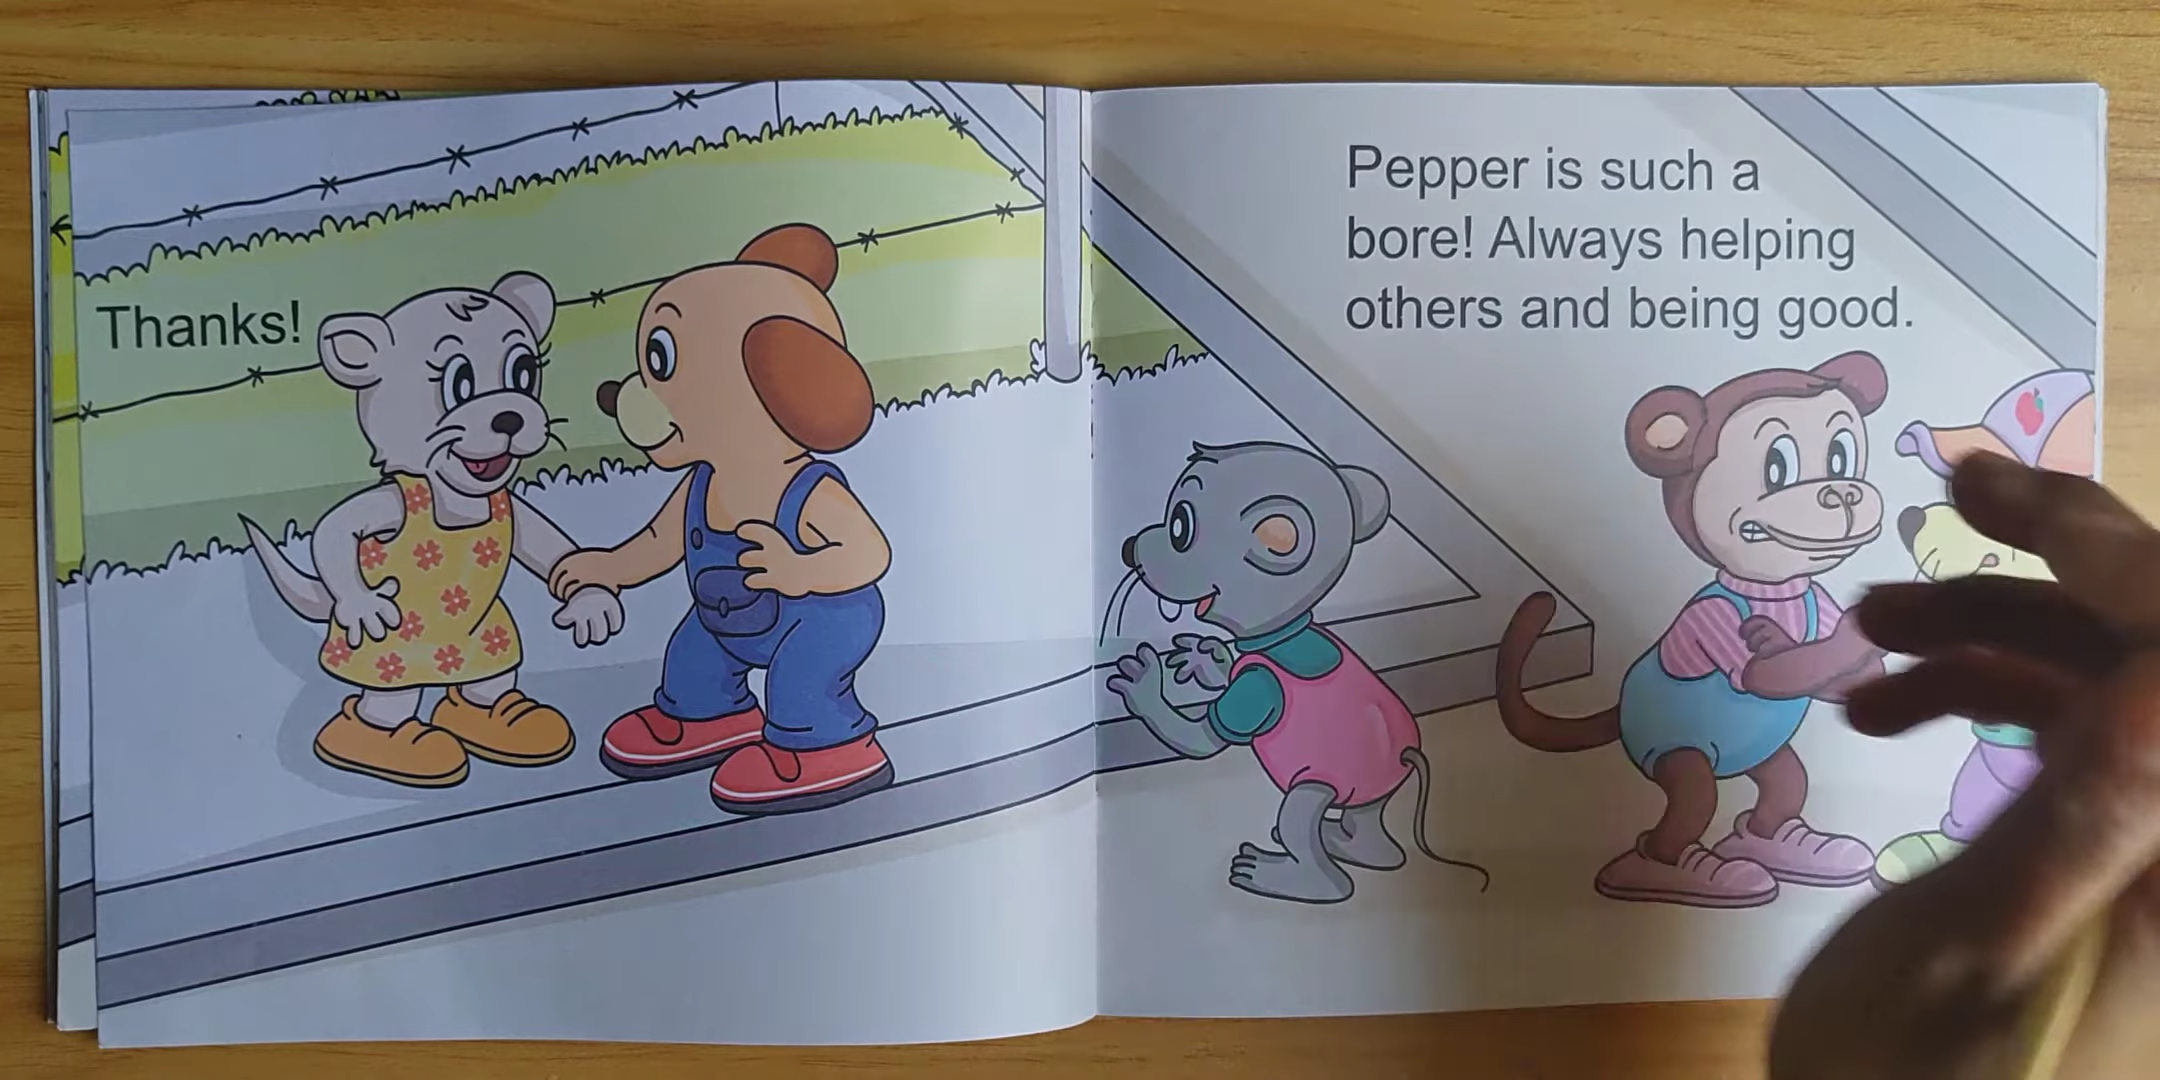 Thanks!
Pepper is such a
bore! Always helping
others and being good.